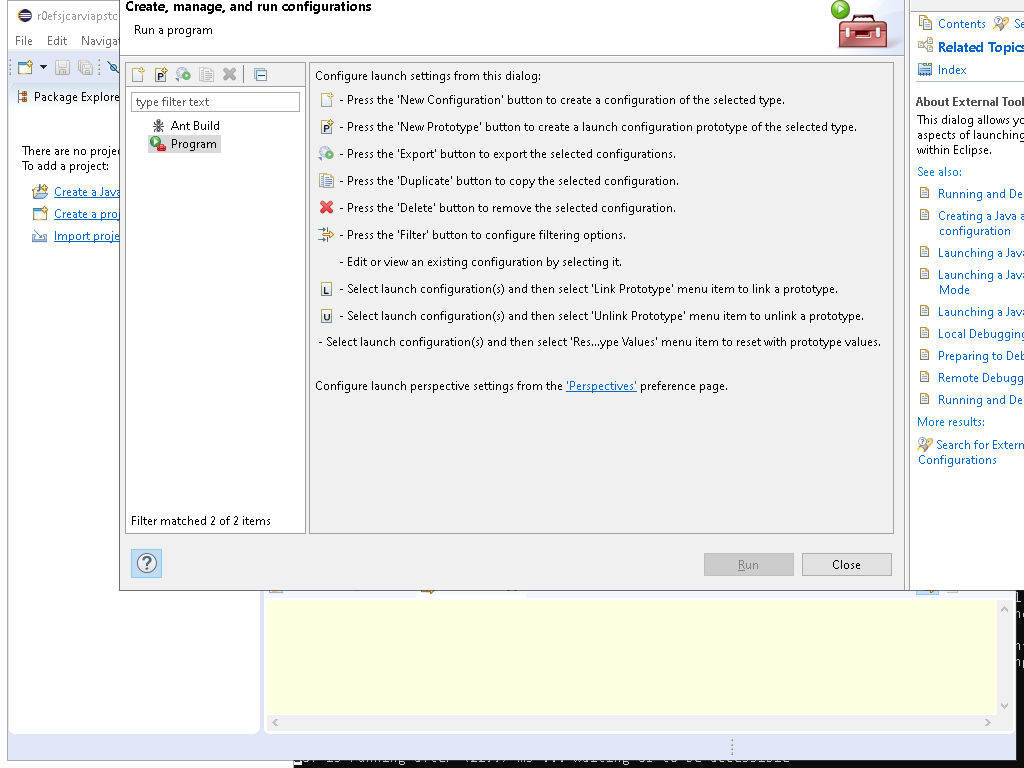 Create, manage, and run configurations
Run a program
r0efsjcarviapstc
File Edit Navigat
Package Explore
There are no projec
To add a project:
Create a Java
Create a proj
Import proje
type filter text
Ant Build
Program
Filter matched 2 of 2 items
Configure launch settings from this dialog:
- Press the 'New Configuration' button to create a configuration of the selected type.
- Press the 'New Prototype' button to create a launch configuration prototype of the selected type.
- Press the 'Export' button to export the selected configurations.
- Press the 'Duplicate' button to copy the selected configuration.
- Press the 'Delete' button to remove the selected configuration.
- Press the 'Filter' button to configure filtering options.
- Edit or view an existing configuration by selecting it.
L - Select launch configuration(s) and then select 'Link Prototype' menu item to link a prototype.
U - Select launch configuration(s) and then select 'Unlink Prototype' menu item to unlink a prototype.
- Select launch configuration(s) and then select 'Res...ype Values' menu item to reset with prototype values.
Configure launch perspective settings from the 'Perspectives' preference page.
?
Run
Close
Contents Se
Related Topics
Index
About External Tool
This dialog allows yo
aspects of launching
within Eclipse.
See also:
Running and De
Creating a Java a
configuration
Launching a Java
Launching a Java
Mode
Launching a Java
Local Debugging
Preparing to Deb
Remote Debugg
Running and De
More results:
Search for Extern
Configurations